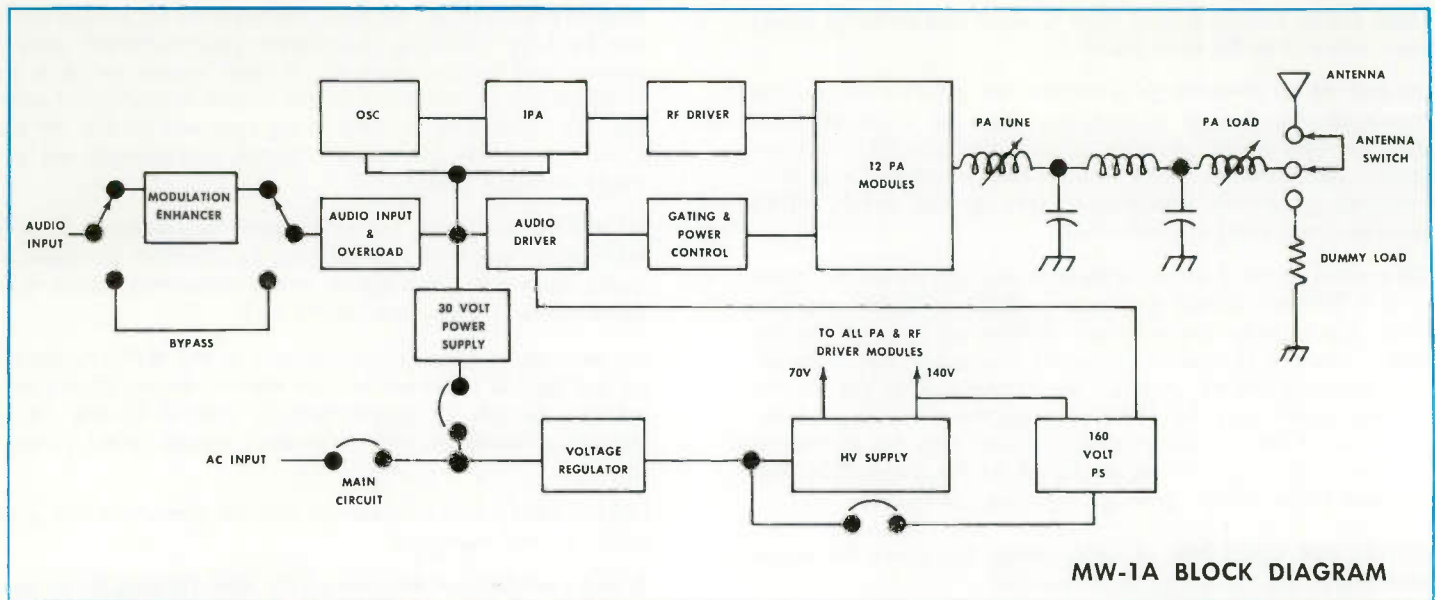 OSC
IPA
RF DRIVER
12 PA
MODULES
PA TUNE
PA LOAD
ANTENNA
ANTENNA
SWITCH
DUMMY LOAD
AUDIO
INPUT
MODULATION
ENHANCER
BYPASS
AUDIO INPUT
&
OVERLOAD
AUDIO
DRIVER
GATING &
POWER
CONTROL
30 VOLT
POWER
SUPPLY
TO ALL PA & RF
DRIVER MODULES
70V
140V
AC INPUT
MAIN
CIRCUIT
VOLTAGE
REGULATOR
HV SUPPLY
160
VOLT
PS
MW-1A BLOCK DIAGRAM